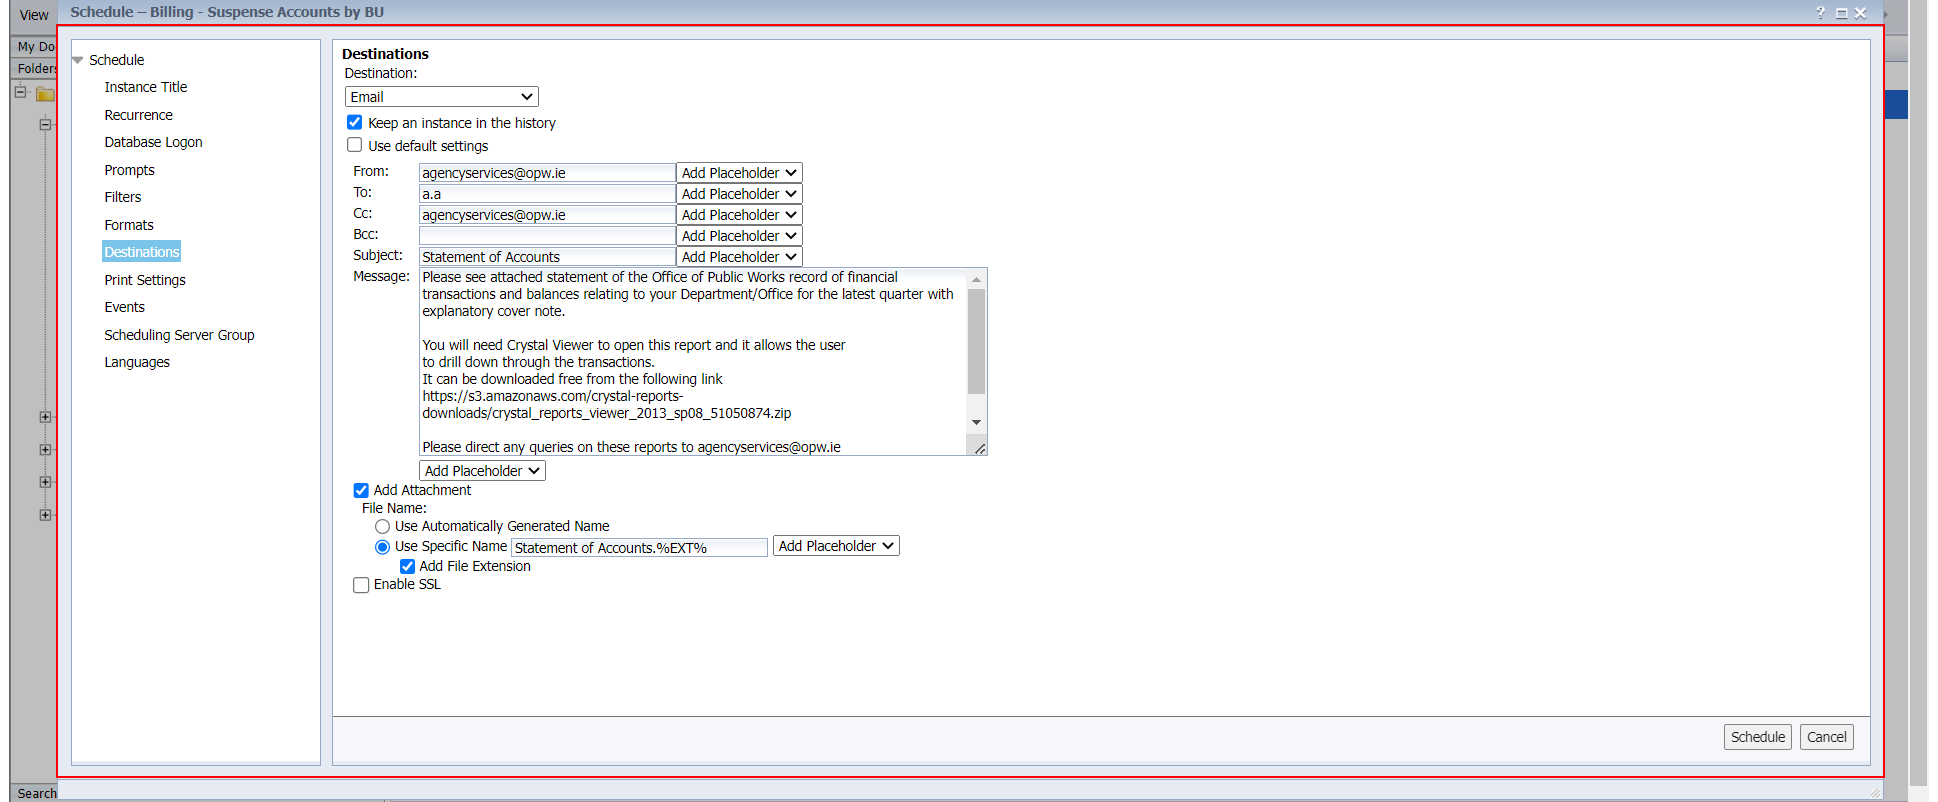 View
Schedule – Billing - Suspense Accounts by BU
?
My Do
Folders
Schedule
Instance Title
Recurrence
Database Logon
Prompts
Filters
Formats
Destinations
Print Settings
Events
Scheduling Server Group
Languages
Search
Destinations
Destination:
Email
Keep an instance in the history
Use default settings
From: agencyservices@opw.ie Add Placeholder
To: a.a Add Placeholder
Cc: agencyservices@opw.ie Add Placeholder
Bcc: Add Placeholder
Subject: Statement of Accounts Add Placeholder
Message: Please see attached statement of the Office of Public Works record of financial
transactions and balances relating to your Department/Office for the latest quarter with
explanatory cover note.
You will need Crystal Viewer to open this report and it allows the user
to drill down through the transactions.
It can be downloaded free from the following link
https://s3.amazonaws.com/crystal-reports-
downloads/crystal_reports_viewer_2013_sp08_51050874.zip
Please direct any queries on these reports to agencyservices@opw.ie
Add Placeholder
Add Attachment
File Name:
Use Automatically Generated Name
Use Specific Name Statement of Accounts.%EXT% Add Placeholder
Add File Extension
Enable SSL
Schedule Cancel